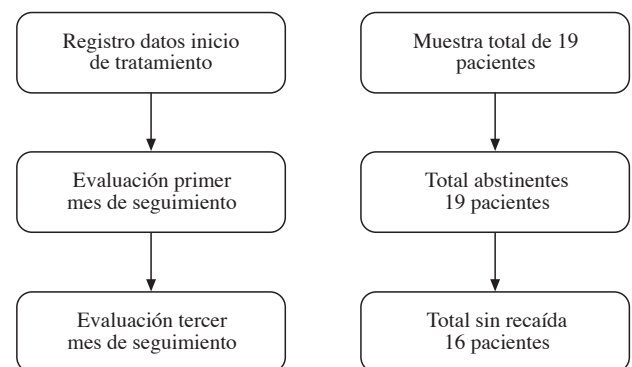 Registro datos inicio
de tratamiento
Muestra total de 19
pacientes
Evaluación primer
mes de seguimiento
Total abstinentes
19 pacientes
Evaluación tercer
mes de seguimiento
Total sin recaída
16 pacientes